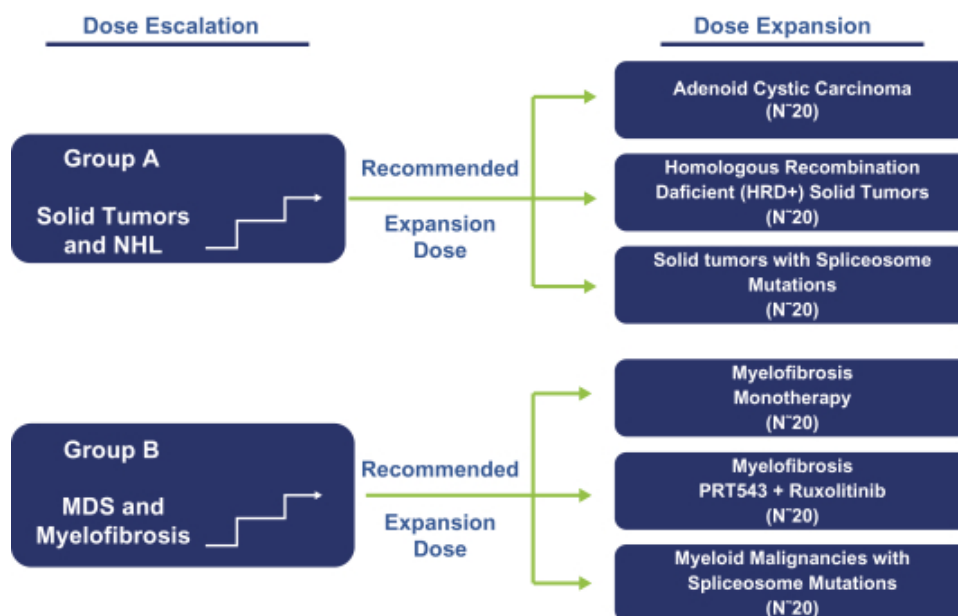 Dose Escalation
Dose Expansion
Group A
Solid Tumors
and NHL
Recommended
Expansion
Dose
Adenoid Cystic Carcinoma
(N~20)
Homologous Recombination
Daficient (HRD+) Solid Tumors
(N~20)
Solid tumors with Spliceosome
Mutations
(N~20)
Group B
MDS and
Myelofibrosis
Recommended
Expansion
Dose
Myelofibrosis
Monotherapy
(N~20)
Myelofibrosis
PRT543 + Ruxolitinib
(N~20)
Myeloid Malignancies with
Spliceosome Mutations
(N~20)